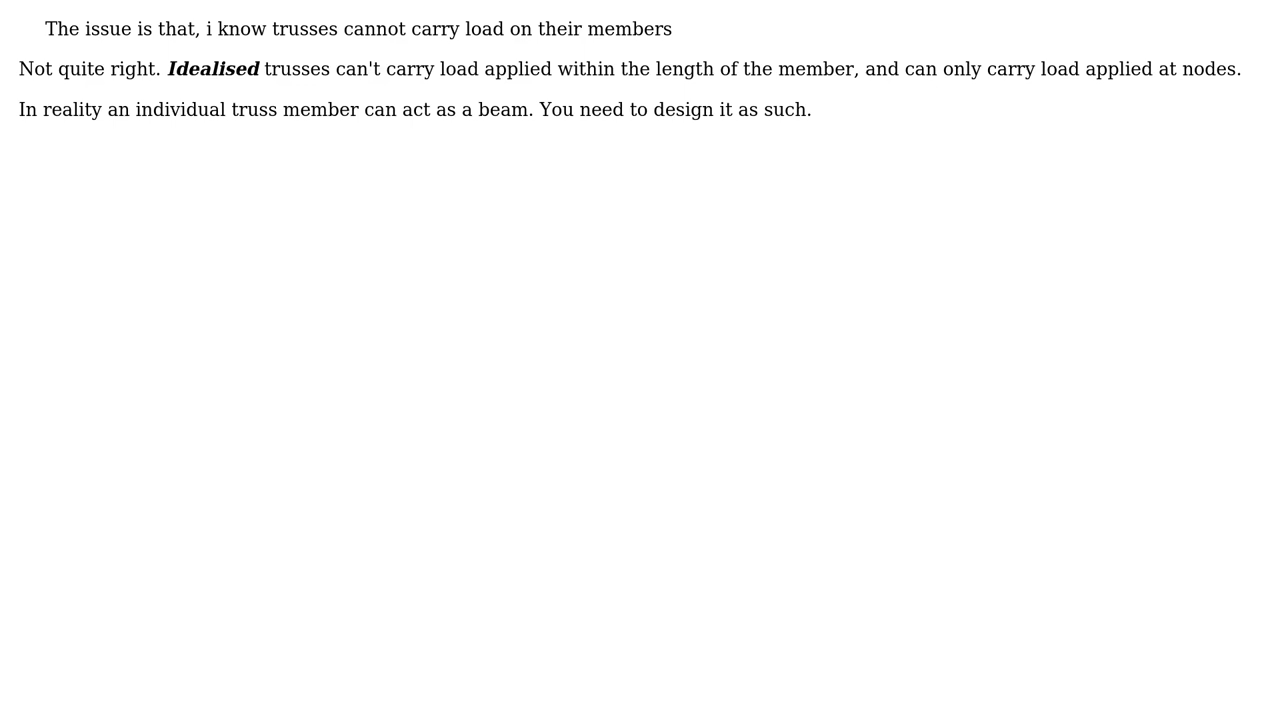 The issue is that, i know trusses cannot carry load on their members
Not quite right. Idealised trusses can't carry load applied within the length of the member, and can only carry load applied at nodes.
In reality an individual truss member can act as a beam. You need to design it as such.